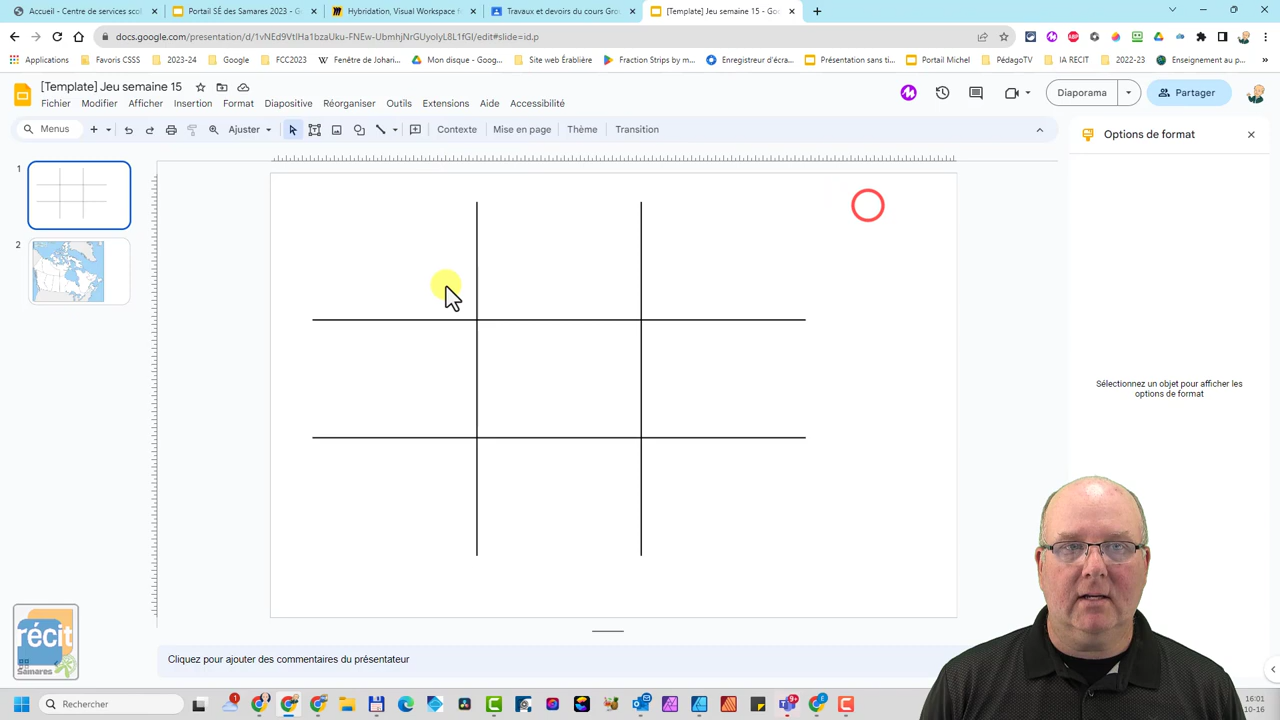 Accueil - Centre de services scol
Portail SÉ des Samares 2023 - G
Hybridation, Visual Workspace f
Travaux et devoirs du cours Gro
[Template] Jeu semaine 15 - Goo
docs.google.com/presentation/d/1vNEd9VtIHa1bzaUku-FNEw-UbmhjNrGUyoIyL8L1fGI/edit#slide=id.p
Applications
Favoris CSSS
2023-24
Google
FCC2023
Fenêtre de Johari...
Mon disque - Goog...
Site web Érablière
Fraction Strips by m...
Enregistreur d'écra...
Présentation sans ti...
Portail Michel
PédagoTV
IA RECIT
2022-23
Enseignement au p...
[Template] Jeu semaine 15
Fichier
Modifier
Afficher
Insertion
Format
Diapositive
Réorganiser
Outils
Extensions
Aide
Accessibilité
Diaporama
Partager
Menus
Ajuster
Contexte
Mise en page
Thème
Transition
Options de format
1
2
Sélectionnez un objet pour afficher les
options de format
récit
Samares
Cliquez pour ajouter des commentaires du présentateur
Rechercher
16:01
10-16